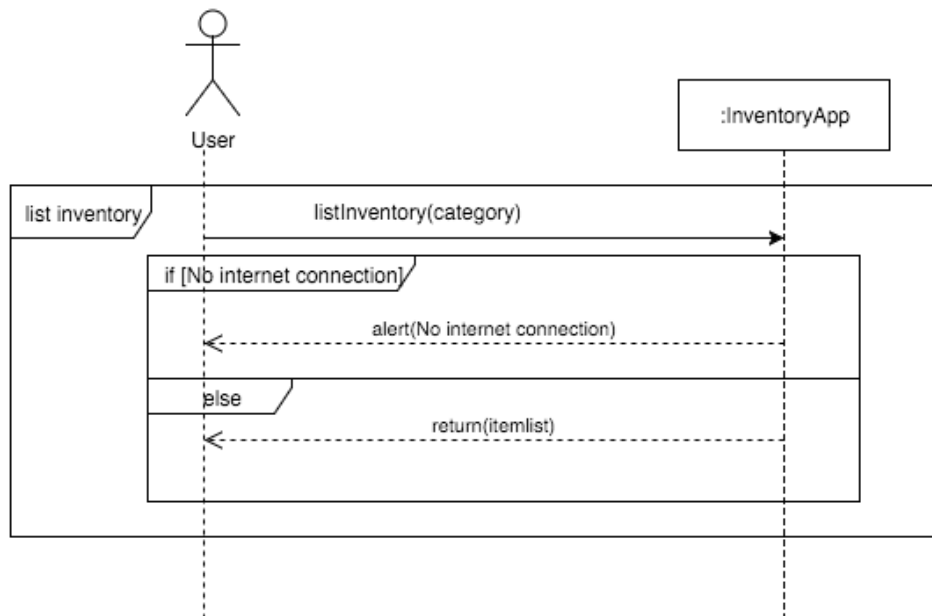 User
:InventoryApp
list inventory
listInventory(category)
if [No internet connection]
alert(No internet connection)
else
return(itemlist)